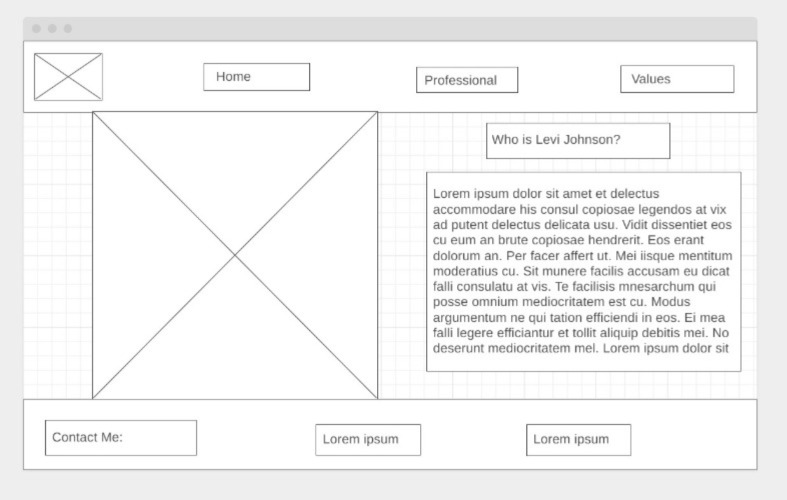 Home
Professional
Values
Who is Levi Johnson?
Lorem ipsum dolor sit amet et delectus
accommodare his consul copiosae legendos at vix
ad putent delectus delicata usu. Vidit dissentiet eos
cu eum an brute copiosae hendrerit. Eos erant
dolorum an. Per facer affert ut. Mei iisque mentitum
moderatius cu. Sit munere facilis accusam eu dicat
falli consulatu at vis. Te facilisis mnesarchum qui
posse omnium mediocritatem est cu. Modus
argumentum ne qui tation efficiendi in eos. Ei mea
falli legere efficiantur et tollit aliquip debitis mei. No
deserunt mediocritatem mel. Lorem ipsum dolor sit
Contact Me:
Lorem ipsum
Lorem ipsum